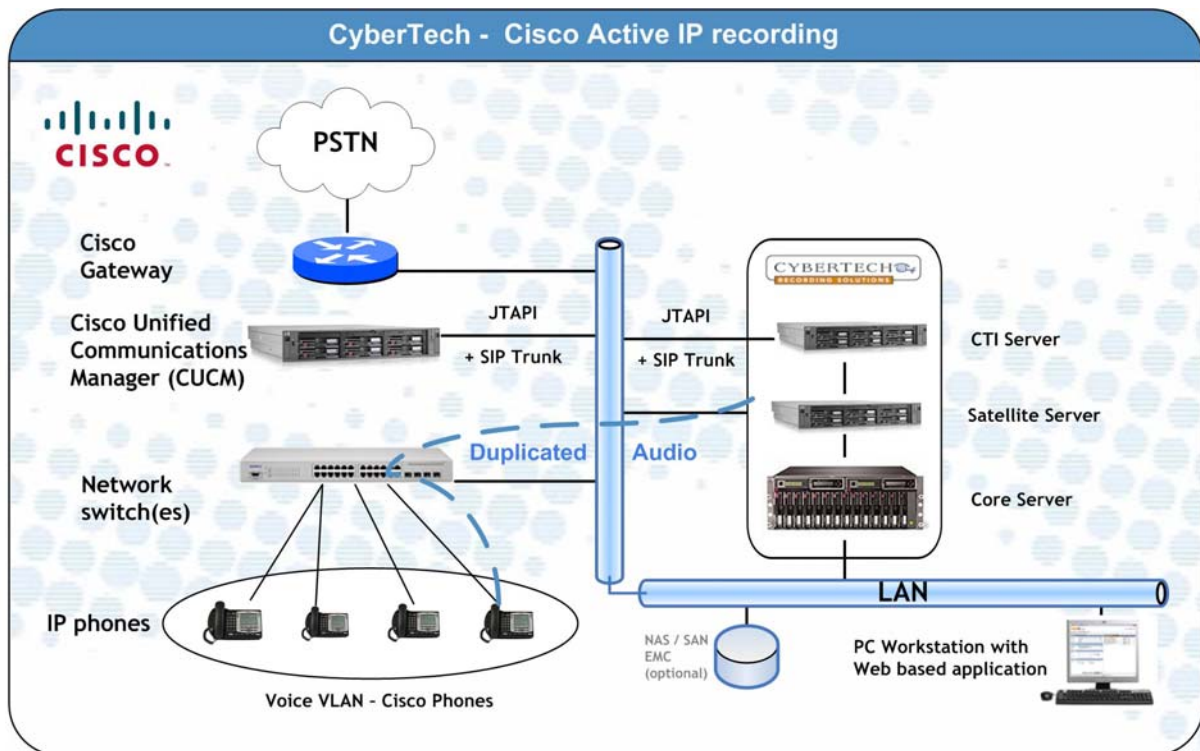 CyberTech - Cisco Active IP recording
CISCO
PSTN
Cisco
Gateway
CYBERTECH
RECORDING SOLUTIONS
Cisco Unified
Communications
Manager (CUCM)
JTAPI
+ SIP Trunk
JTAPI
+ SIP Trunk
CTI Server
Satellite Server
Duplicated Audio
Network
switch(es)
Core Server
LAN
IP phones
NAS / SAN
EMC
(optional)
PC Workstation with
Web based application
Voice VLAN - Cisco Phones